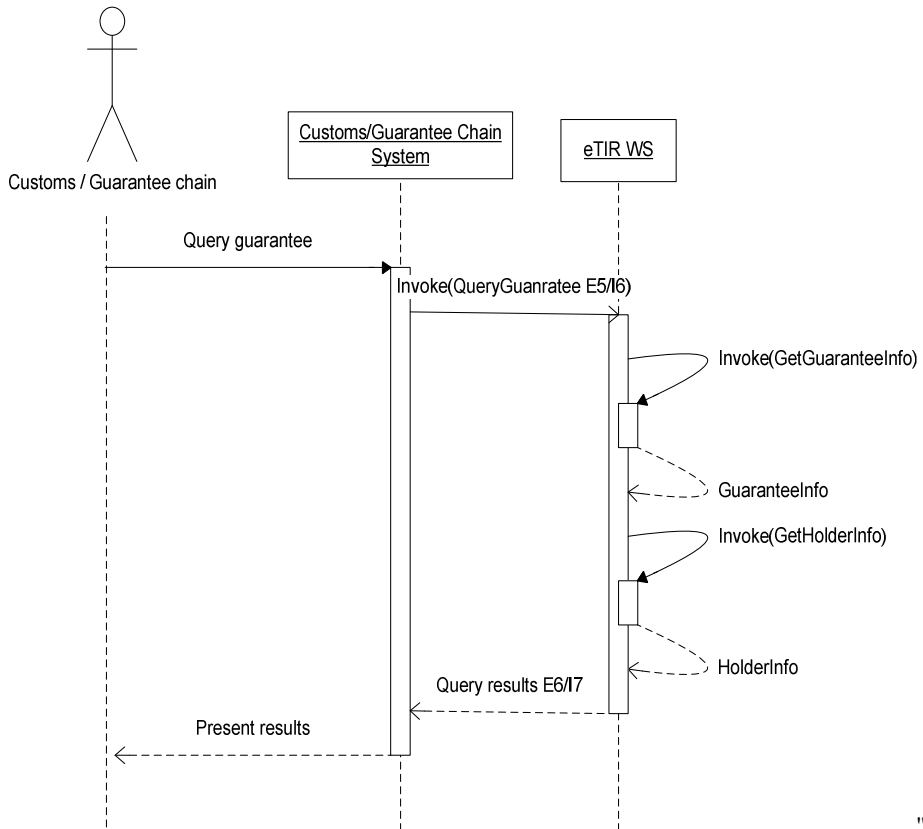 Customs/Guarantee Chain
System
eTIR WS
Customs / Guarantee chain
Query guarantee
Invoke(QueryGuanratee E5/I6)
Invoke(GetGuaranteeInfo)
GuaranteeInfo
Invoke(GetHolderInfo)
HolderInfo
Query results E6/I7
Present results
"